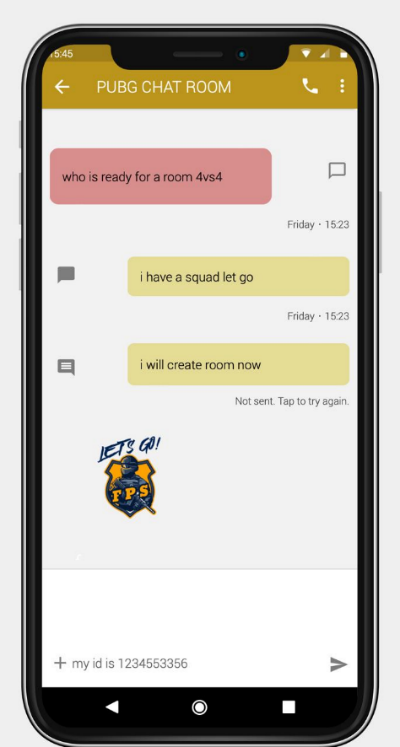 15:45
PUBG CHAT ROOM
who is ready for a room 4vs4
Friday · 15:23
i have a squad let go
Friday · 15:23
i will create room now
Not sent. Tap to try again.
LET'S GO!
FPS
+ my id is 1234553356